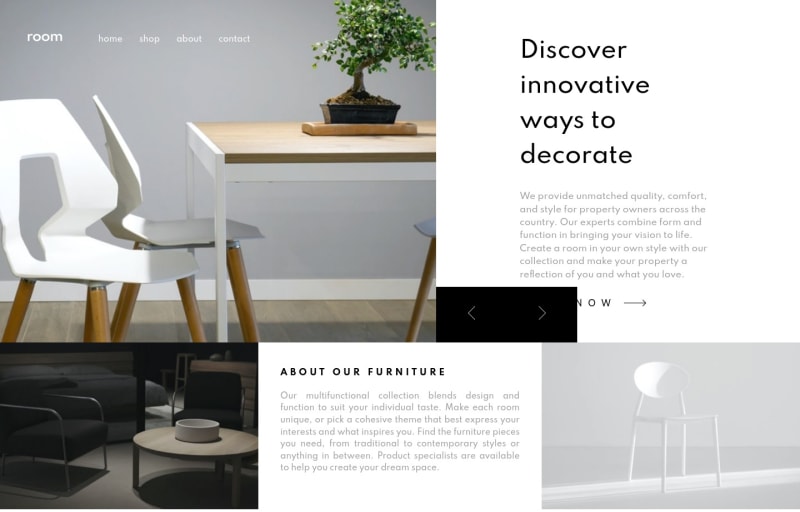 room
home shop about contact
Discover
innovative
ways to
decorate
We provide unmatched quality, comfort,
and style for property owners across the
country. Our experts combine form and
function in bringing your vision to life.
Create a room in your own style with our
collection and make your property a
reflection of you and what you love.
NOW
ABOUT OUR FURNITURE
Our multifunctional collection blends design and
function to suit your individual taste. Make each room
unique, or pick a cohesive theme that best express your
interests and what inspires you. Find the furniture pieces
you need, from traditional to contemporary styles or
anything in between. Product specialists are available
to help you create your dream space.